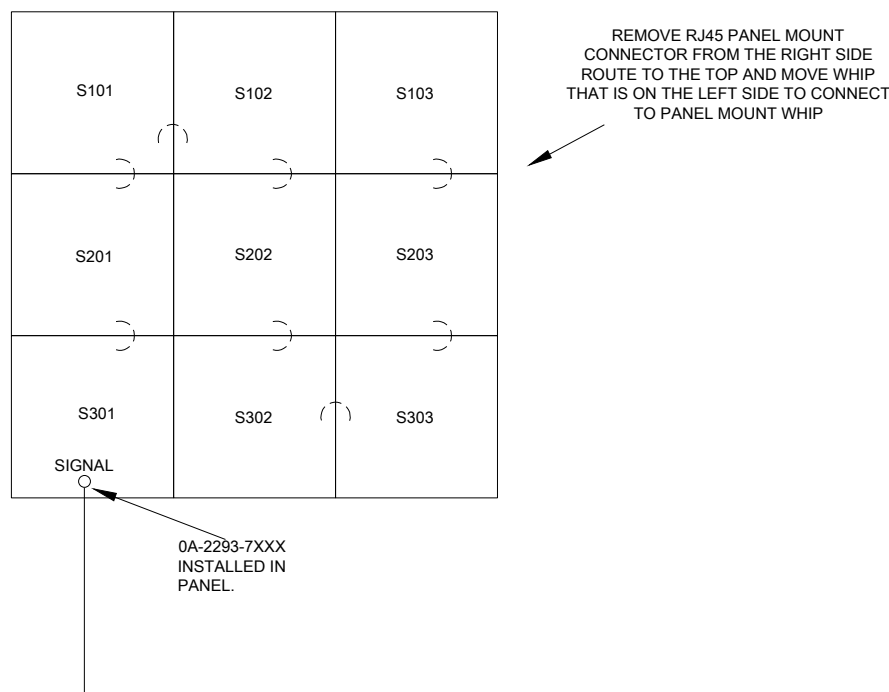 REMOVE RJ45 PANEL MOUNT
CONNECTOR FROM THE RIGHT SIDE
ROUTE TO THE TOP AND MOVE WHIP
THAT IS ON THE LEFT SIDE TO CONNECT
TO PANEL MOUNT WHIP
S101
S102
S103
S201
S202
S203
S301
S302
S303
SIGNAL
0A-2293-7XXX
INSTALLED IN
PANEL.